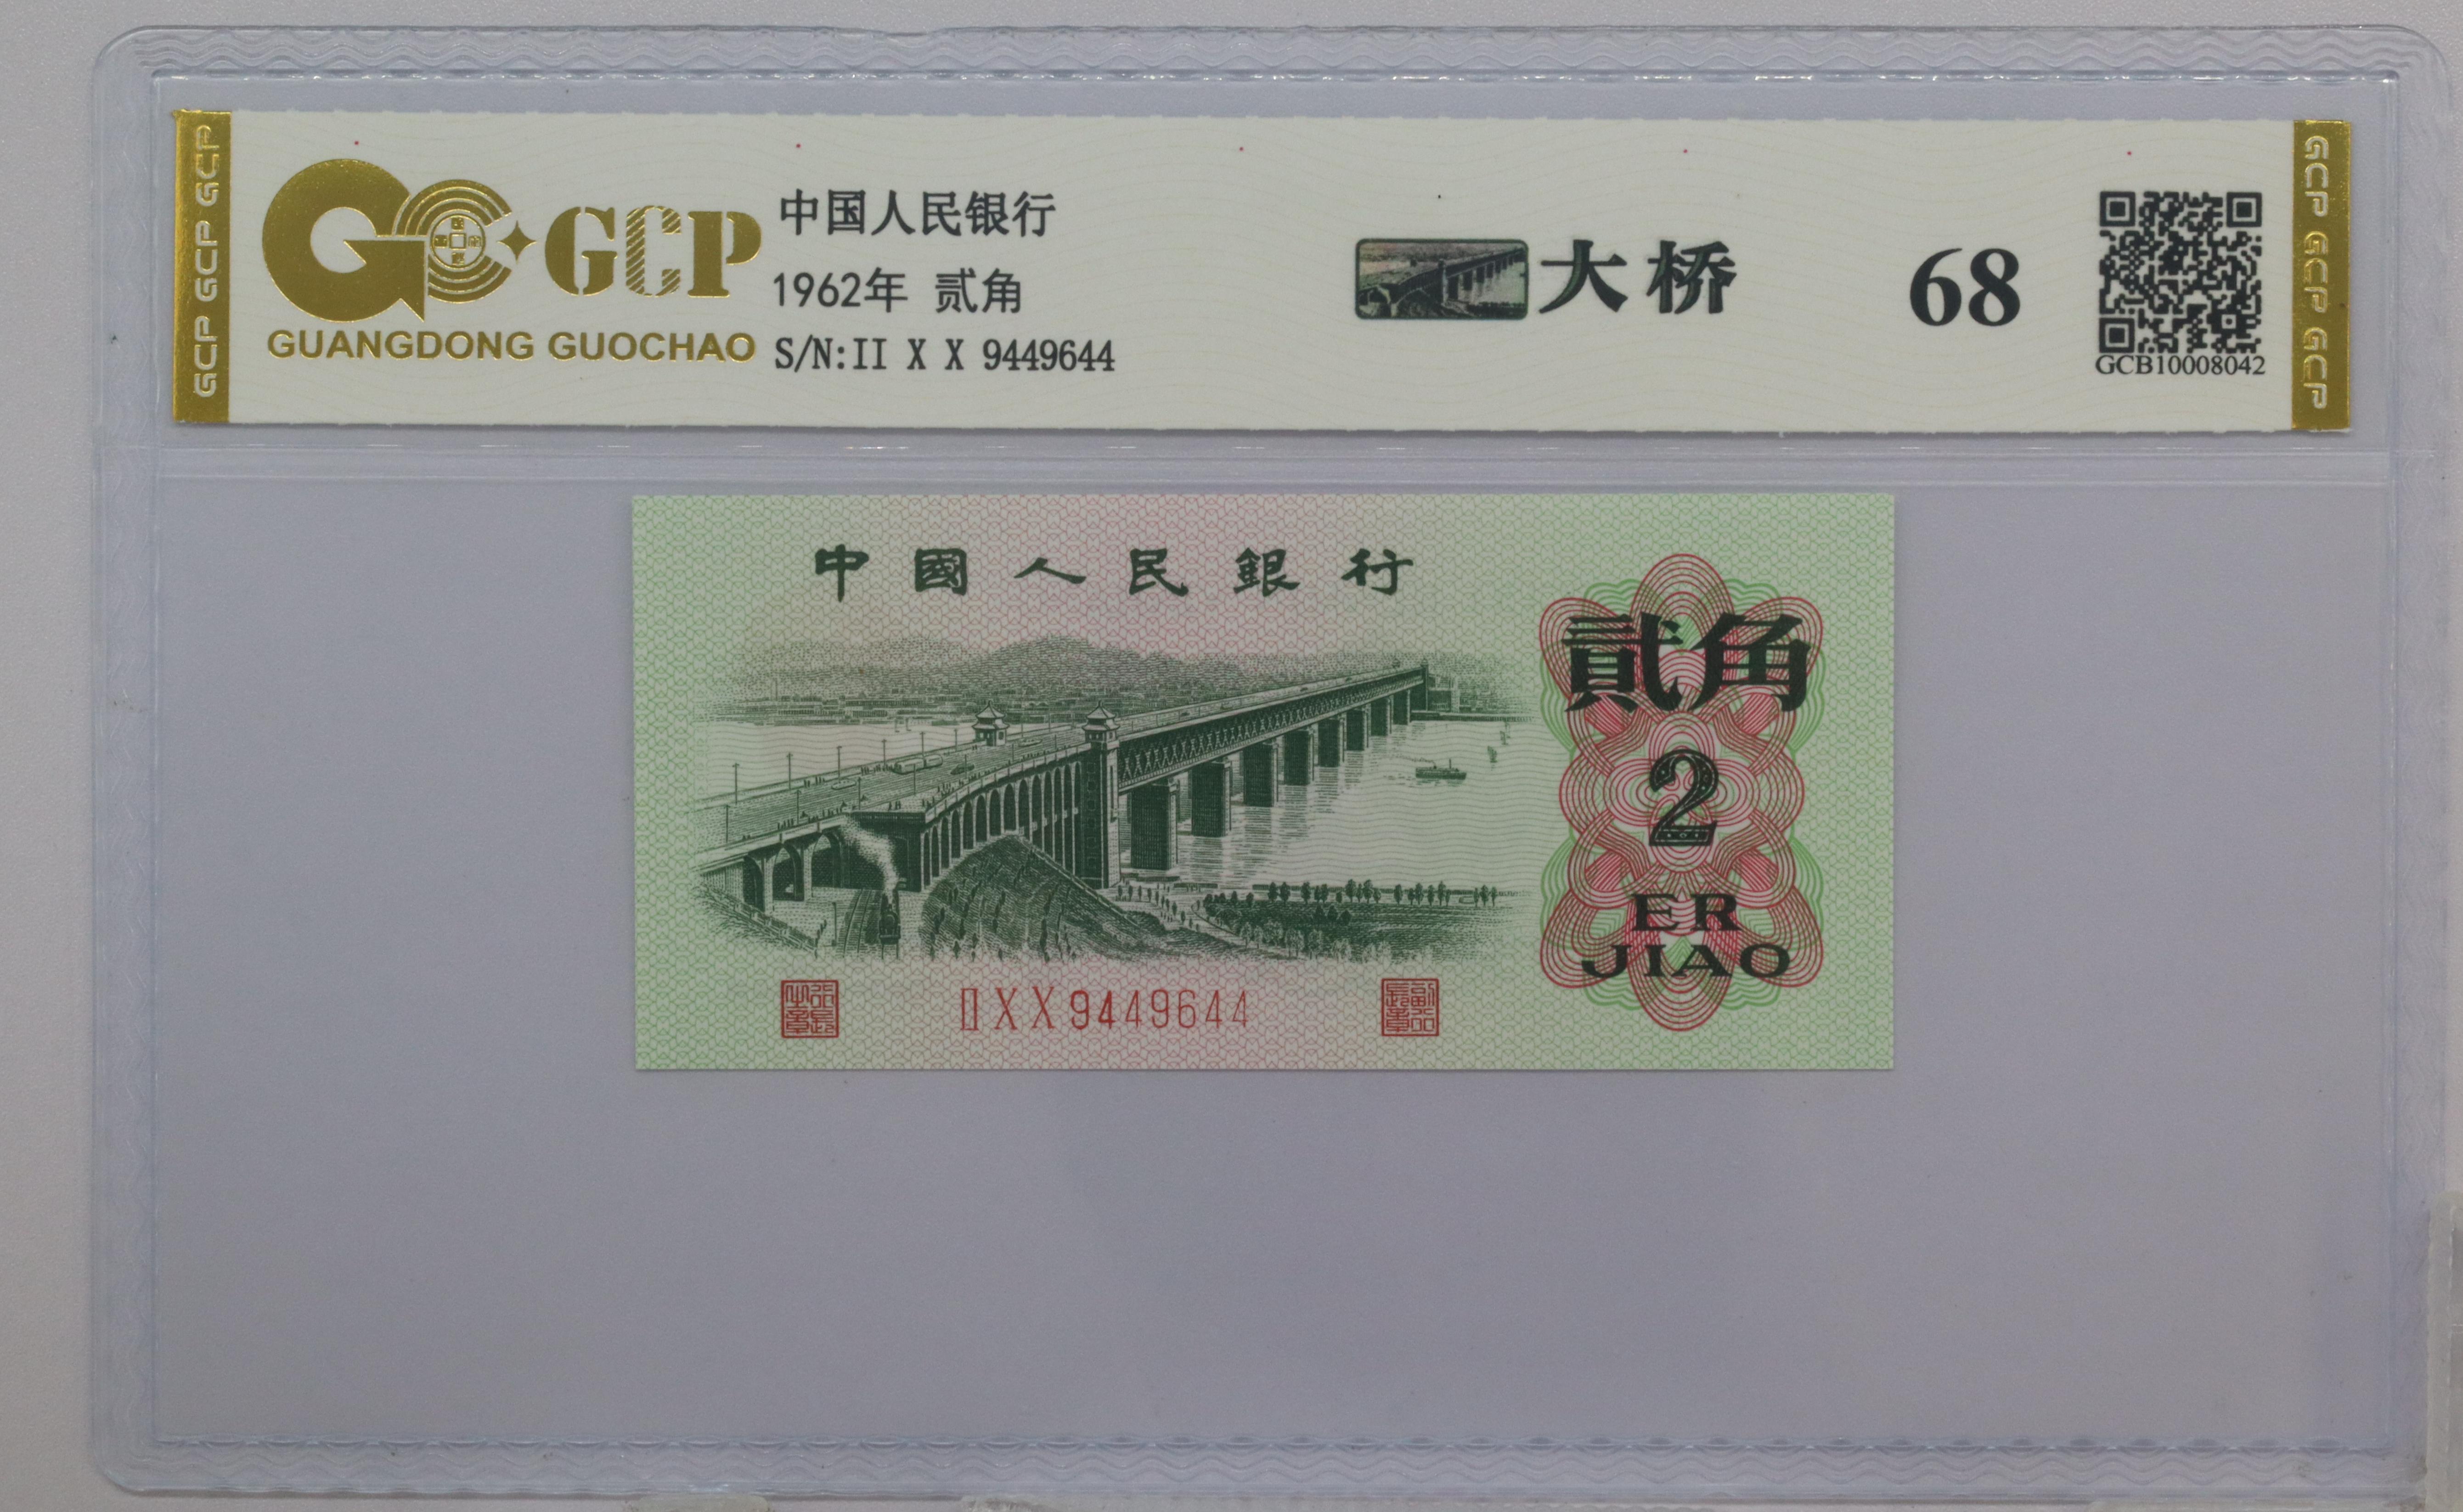 GCP GCP GCP
GCP
GUANGDONG GUOCHAO
中国人民银行
1962年 贰角
S/N:II X X 9449644
大桥
68
GCB10008042
GCP GCP GCP
中國人民銀行
貳角
2
ER
JIAO
ⅡXX9449644